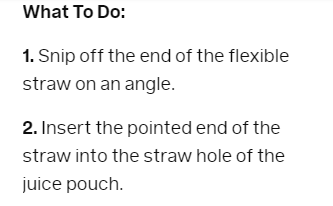 What To Do:
1. Snip off the end of the flexible
straw on an angle.
2. Insert the pointed end of the
straw into the straw hole of the
juice pouch.